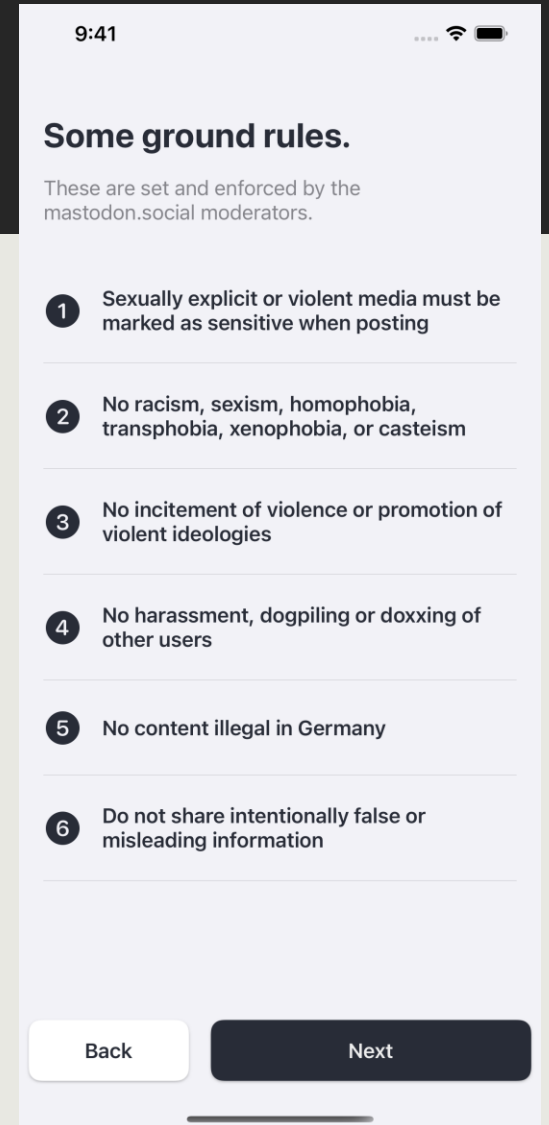 9:41
Some ground rules.
These are set and enforced by the
mastodon.social moderators.
1
Sexually explicit or violent media must be
marked as sensitive when posting
2
No racism, sexism, homophobia,
transphobia, xenophobia, or casteism
3
No incitement of violence or promotion of
violent ideologies
4
No harassment, dogpiling or doxxing of
other users
5
No content illegal in Germany
6
Do not share intentionally false or
misleading information
Back
Next